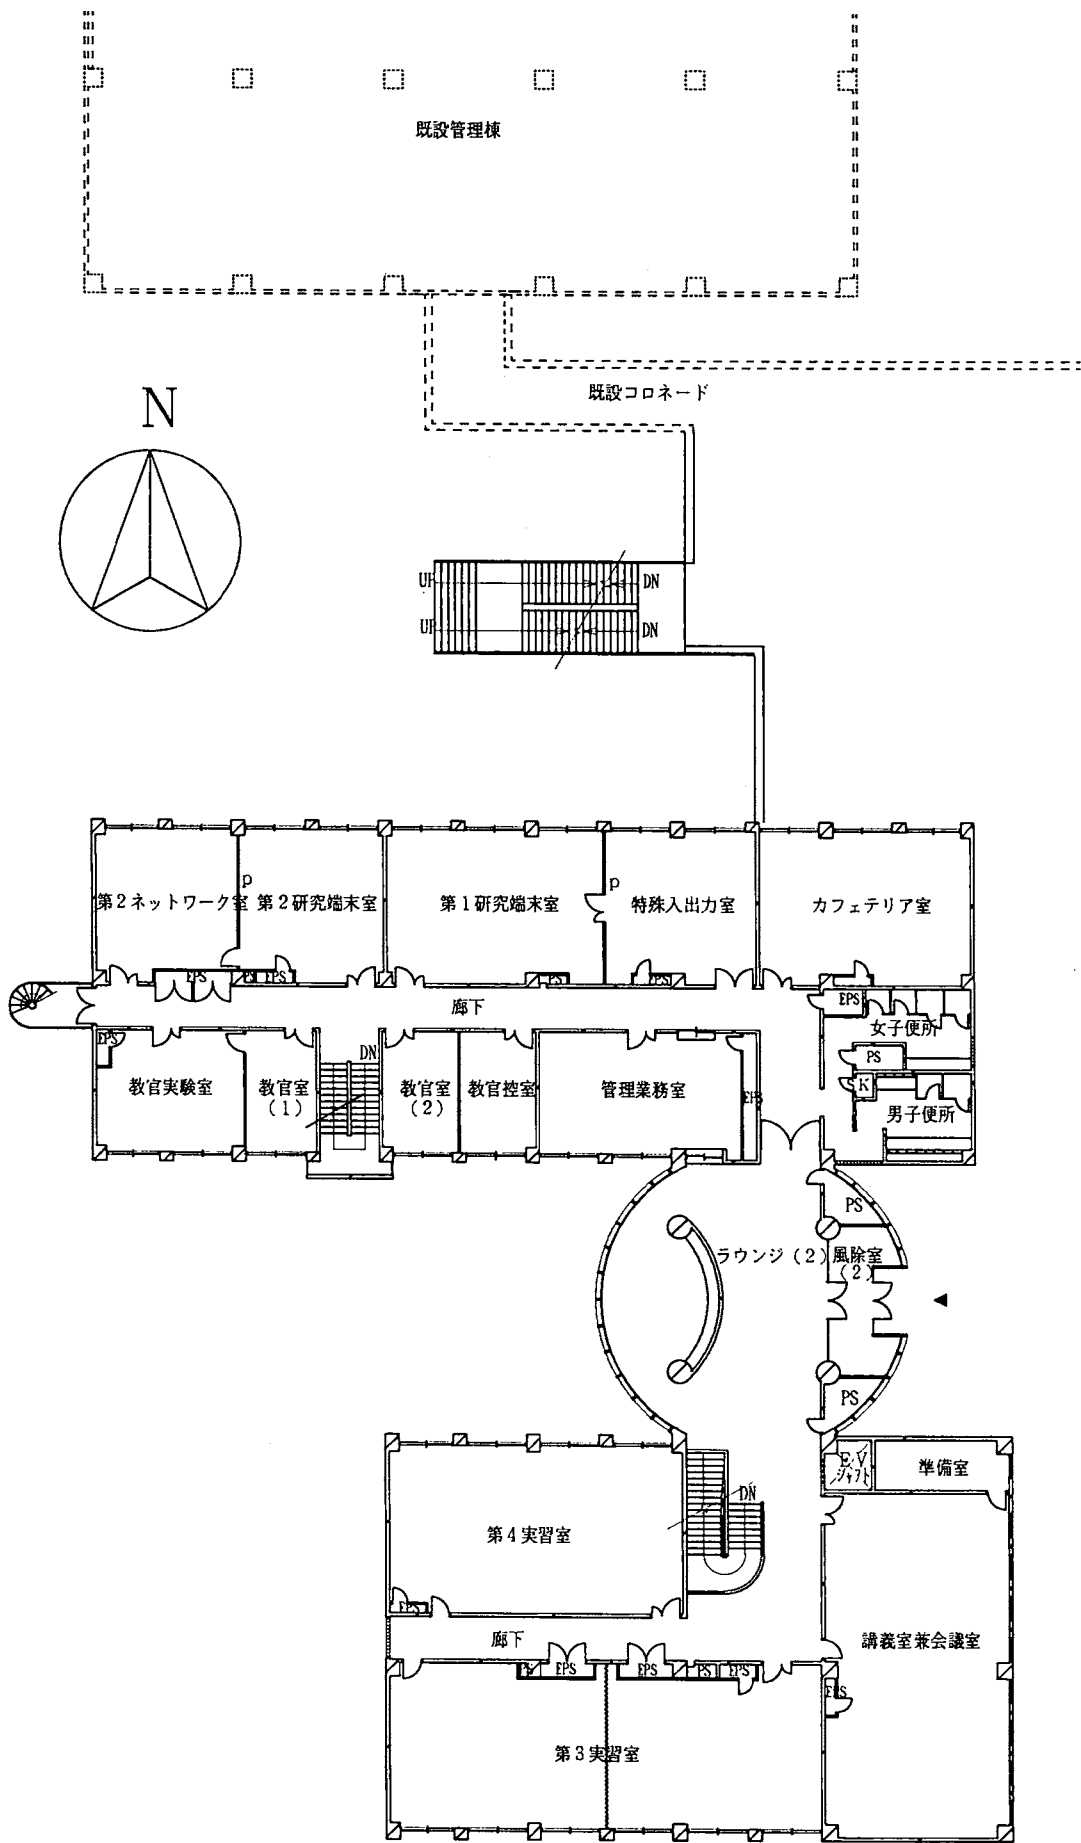 既設管理棟
N
既設コロネード
UP
DN
UP
DN
p
p
第2ネットワーク室
第2研究端末室
第1研究端末室
特殊入出力室
カフェテリア室
EPS
PS
EPS
EPS
EPS
廊下
EPS
女子便所
EPS
DN
PS
教官実験室
教官室
(1)
教官室
(2)
教官控室
管理業務室
EPS
K
男子便所
PS
ラウンジ(2)
風除室
(2)
PS
EV
シャフト
準備室
DN
第4実習室
EPS
廊下
講義室兼会議室
PS
EPS
EPS
PS
EPS
EPS
第3実習室